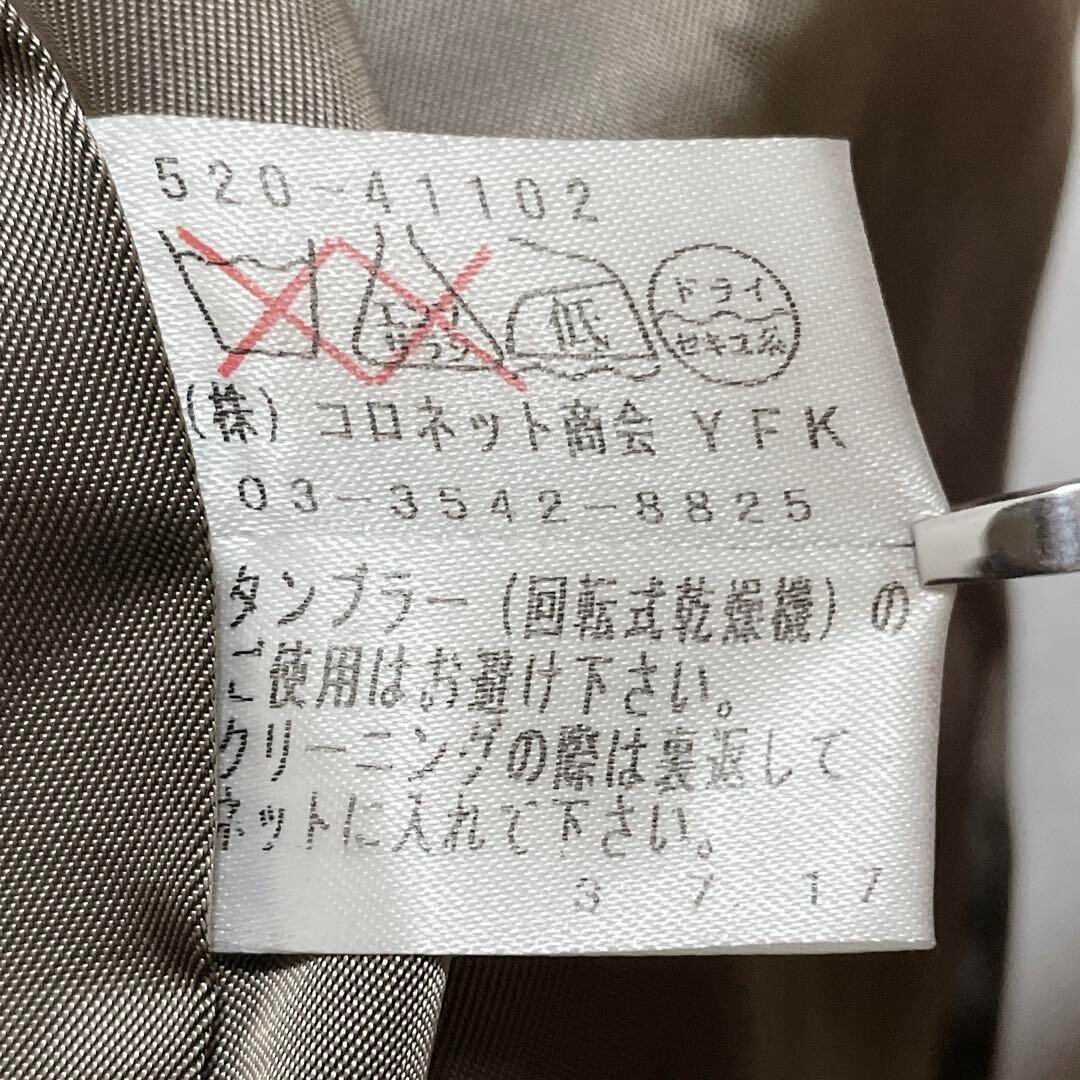 520-41102
低
ドライ
セキユ系
(株) コロネット商会 YFK
03-3542-8825
タンブラー (回転式乾燥機) の
ご使用はお避け下さい。
クリーニングの際は裏返して
ネットに入れて下さい。
3 7 17